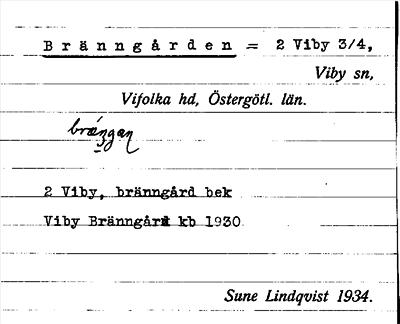 Bränngården = 2 Viby 3/4,
Viby sn,
Vifolka hd, Östergötl. län.
2 Viby, bränngård bek
Viby Bränngård kb 1930
Sune Lindqvist 1934.